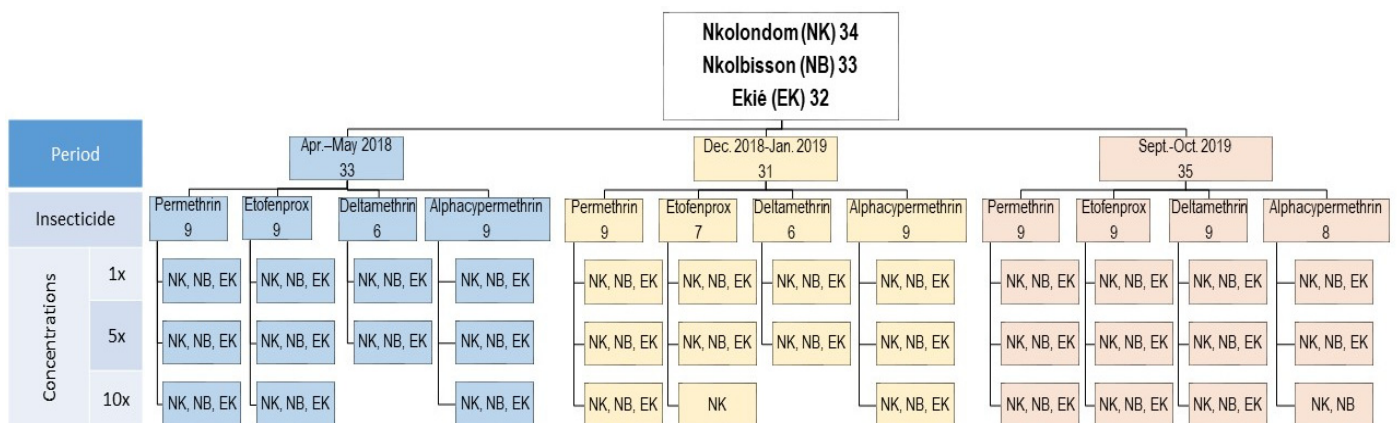 Nkolondom (NK) 34
Nkolbisson (NB) 33
Ekié (EK) 32
Period
Apr.–May 2018
33
Dec. 2018-Jan. 2019
31
Sept.-Oct. 2019
35
Insecticide
Permethrin
9
Etofenprox
9
Deltamethrin
6
Alphacypermethrin
9
Permethrin
9
Etofenprox
7
Deltamethrin
6
Alphacypermethrin
9
Permethrin
9
Etofenprox
9
Deltamethrin
9
Alphacypermethrin
8
Concentrations
1x
NK, NB, EK
NK, NB, EK
NK, NB, EK
NK, NB, EK
NK, NB, EK
NK, NB, EK
NK, NB, EK
NK, NB, EK
NK, NB, EK
NK, NB, EK
NK, NB, EK
NK, NB, EK
5x
NK, NB, EK
NK, NB, EK
NK, NB, EK
NK, NB, EK
NK, NB, EK
NK, NB, EK
NK, NB, EK
NK, NB, EK
NK, NB, EK
NK, NB, EK
NK, NB, EK
NK, NB, EK
10x
NK, NB, EK
NK, NB, EK
NK, NB, EK
NK, NB, EK
NK
NK, NB, EK
NK, NB, EK
NK, NB, EK
NK, NB, EK
NK, NB